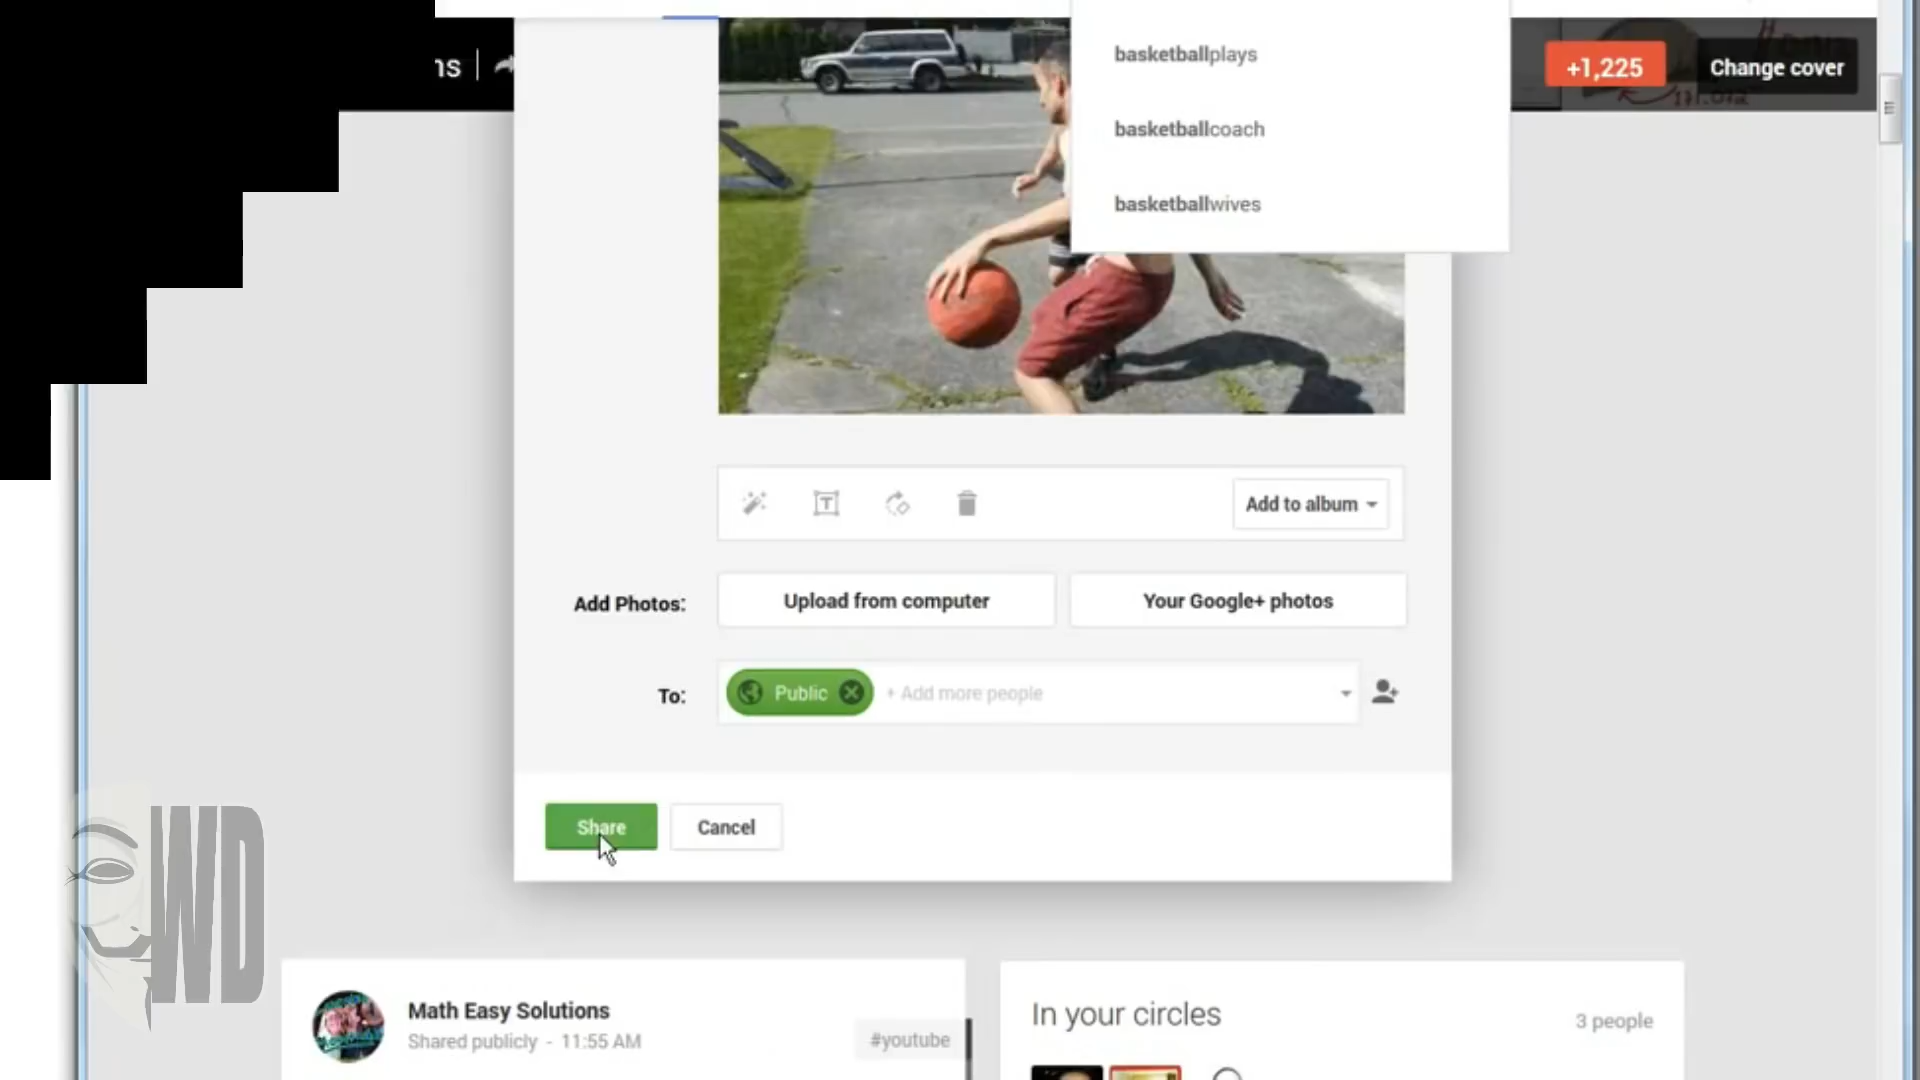 ns
basketballplays
+1,225
Change cover
basketballcoach
basketballwives
Add to album
Add Photos:
Upload from computer
Your Google+ photos
To:
Public
+ Add more people
Share
Cancel
WD
Math Easy Solutions
Shared publicly - 11:55 AM
#youtube
In your circles
3 people